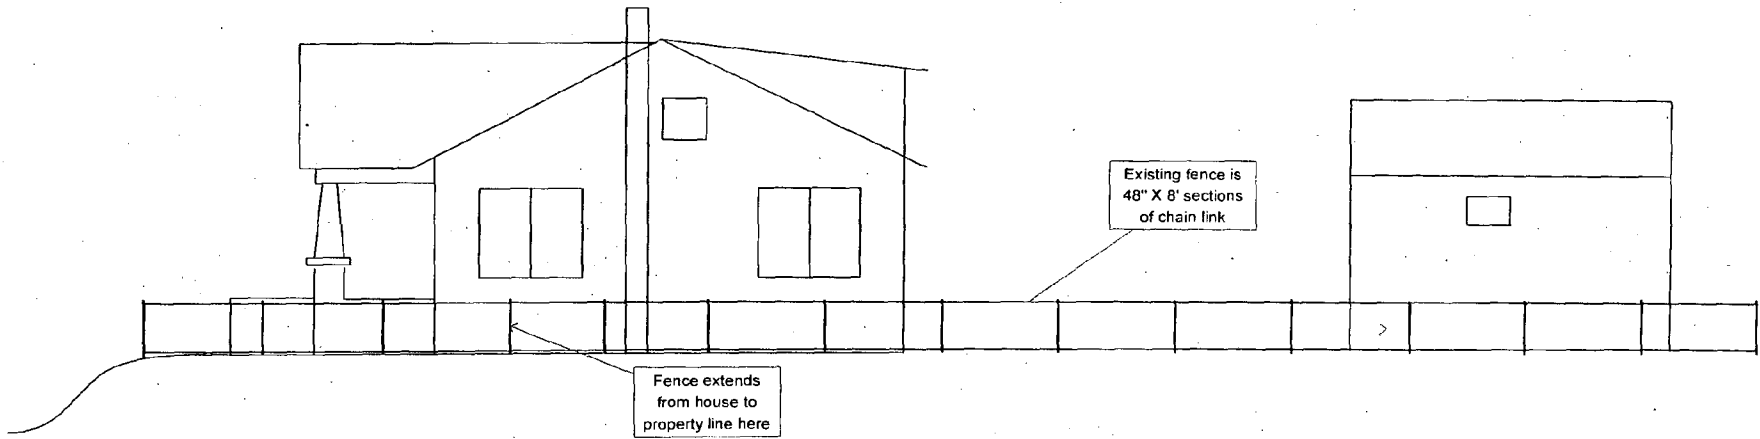 Existing fence is
48" X 8' sections
of chain link
Fence extends
from house to
property line here